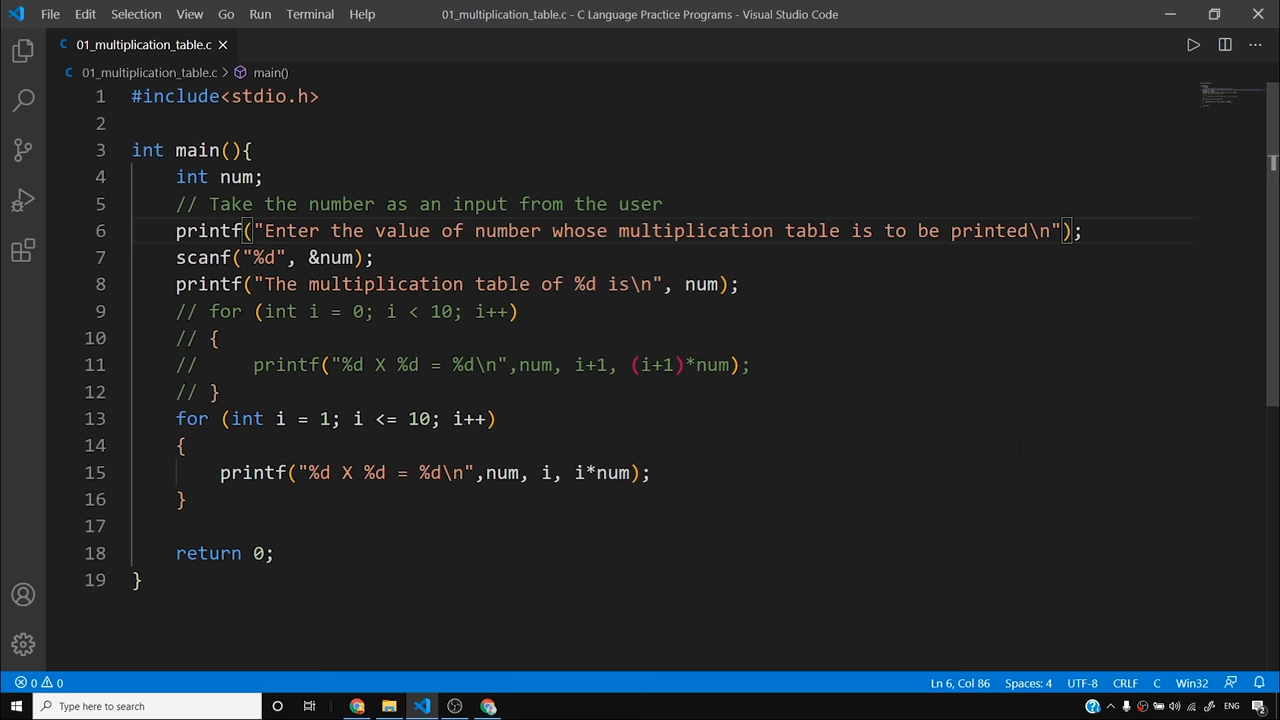 File Edit Selection View Go Run Terminal Help 01_multiplication_table.c - C Language Practice Programs - Visual Studio Code
C 01_multiplication_table.c
C 01_multiplication_table.c > main()
1 #include<stdio.h>
2
3 int main(){
4 int num;
5 // Take the number as an input from the user
6 printf("Enter the value of number whose multiplication table is to be printed\n");
7 scanf("%d", &num);
8 printf("The multiplication table of %d is\n", num);
9 // for (int i = 0; i < 10; i++)
10 // {
11 //     printf("%d X %d = %d\n",num, i+1, (i+1)*num);
12 // }
13 for (int i = 1; i <= 10; i++)
14 {
15 printf("%d X %d = %d\n",num, i, i*num);
16 }
17
18 return 0;
19 }
0 0 Ln 6, Col 86 Spaces: 4 UTF-8 CRLF C Win32
Type here to search ENG 2